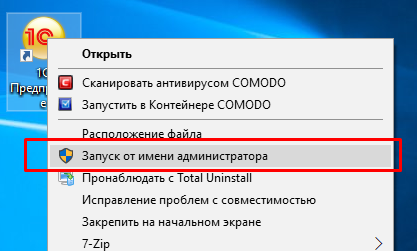 1С
Предпр
е
Открыть
Сканировать антивирусом COMODO
Запустить в Контейнере COMODO
Расположение файла
Запуск от имени администратора
Пронаблюдать с Total Uninstall
Исправление проблем с совместимостью
Закрепить на начальном экране
7-Zip